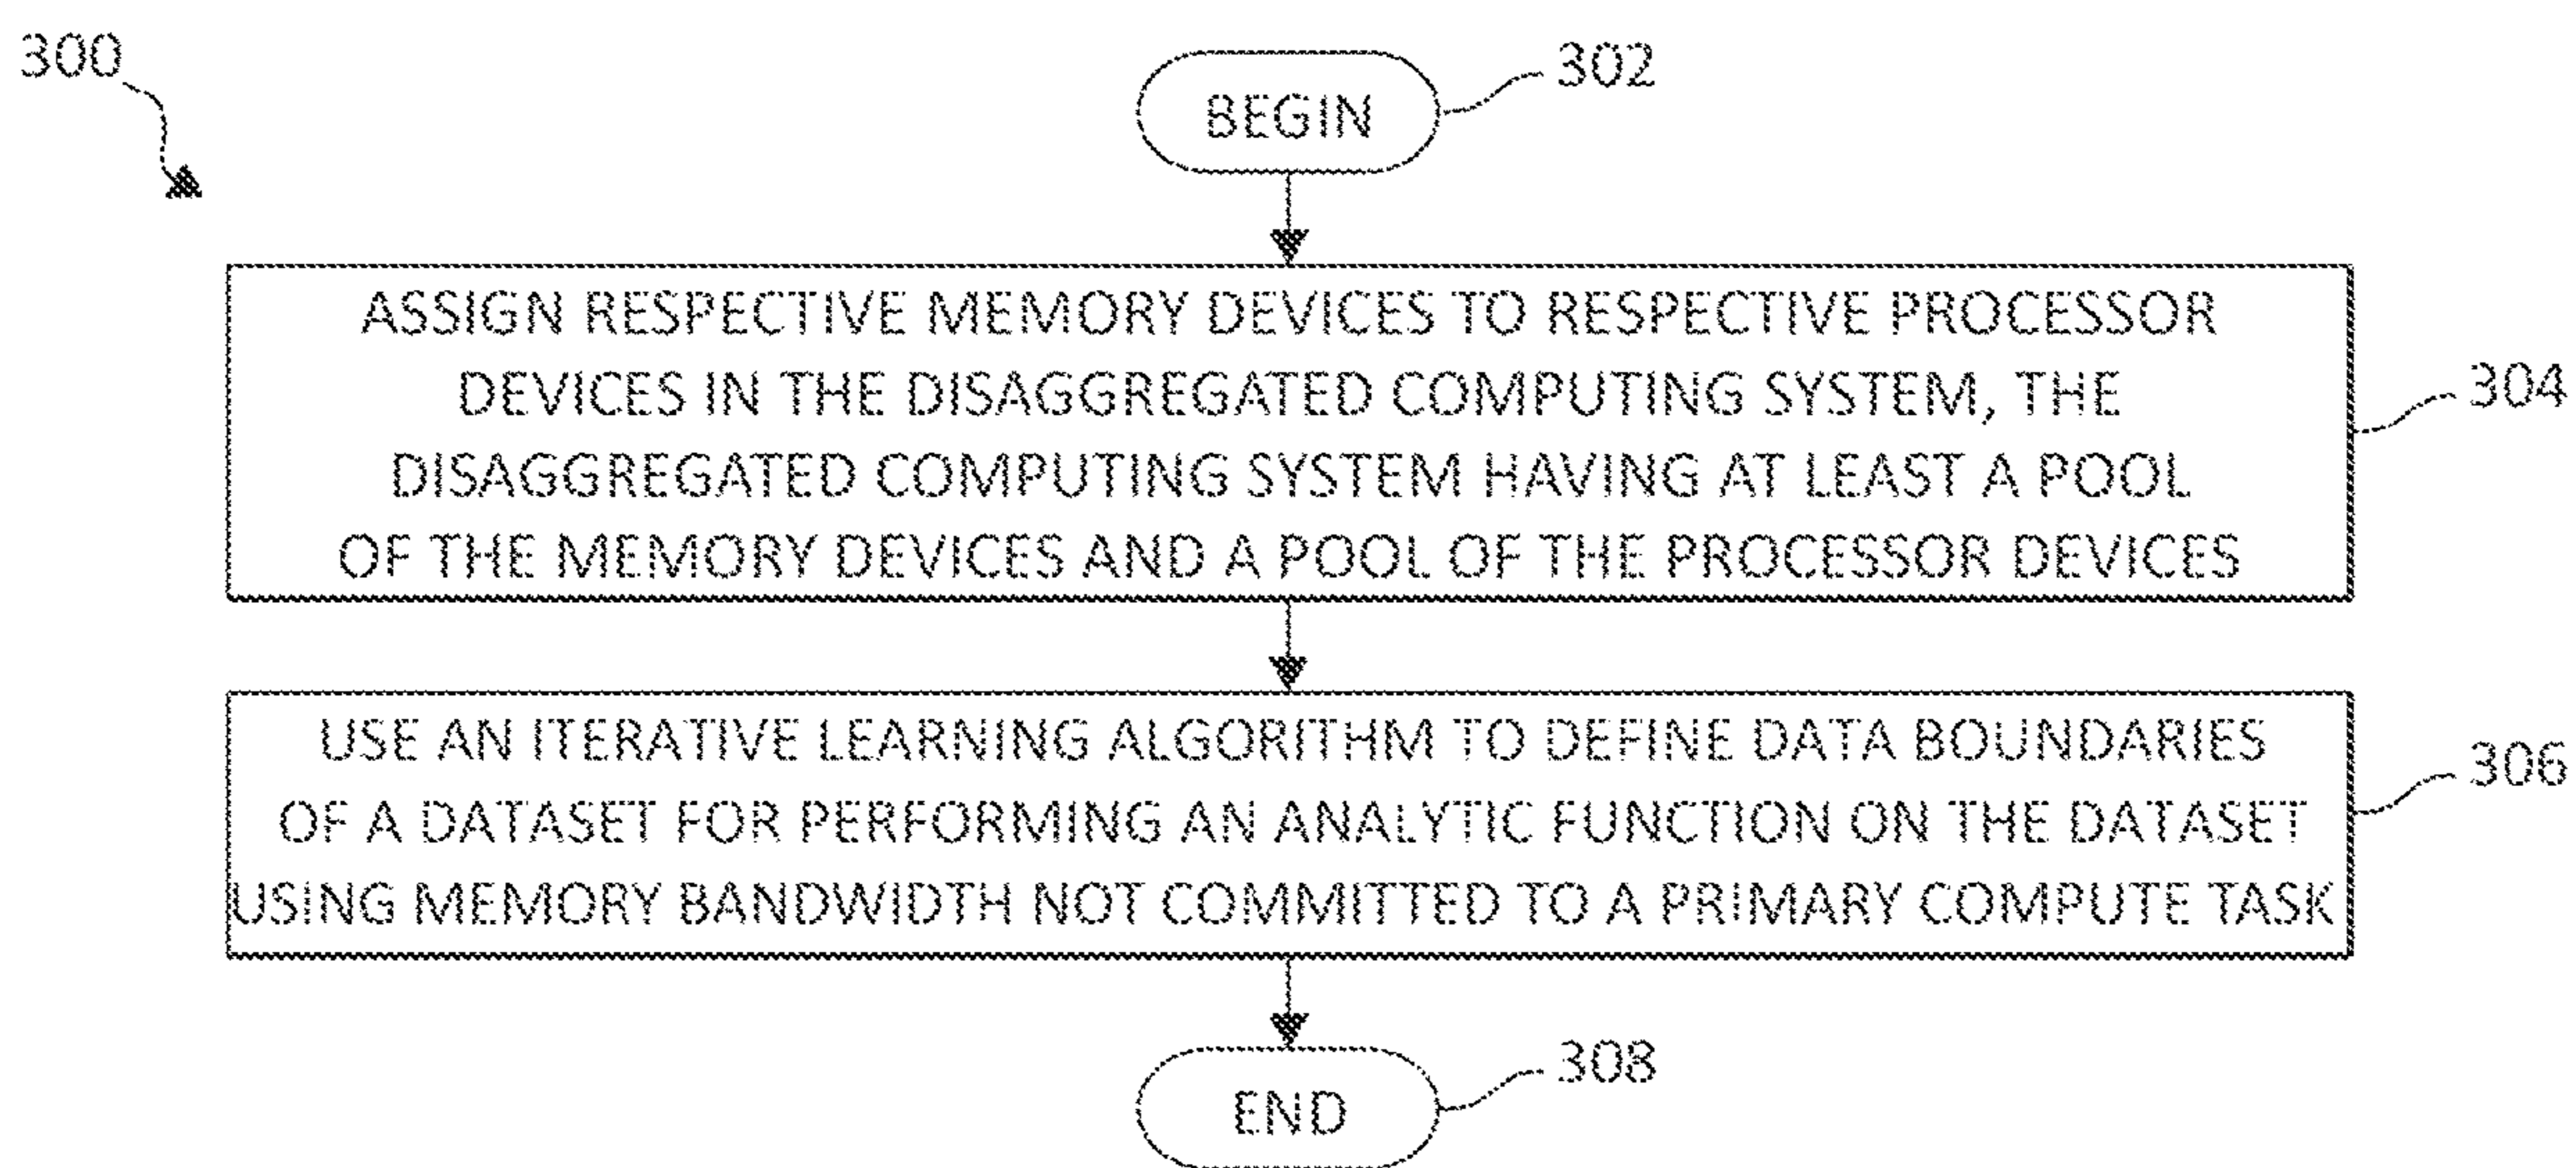 300
BEGIN
302
ASSIGN RESPECTIVE MEMORY DEVICES TO RESPECTIVE PROCESSOR
DEVICES IN THE DISAGGREGATED COMPUTING SYSTEM, THE
DISAGGREGATED COMPUTING SYSTEM HAVING AT LEAST A POOL
OF THE MEMORY DEVICES AND A POOL OF THE PROCESSOR DEVICES
304
USE AN ITERATIVE LEARNING ALGORITHM TO DEFINE DATA BOUNDARIES
OF A DATASET FOR PERFORMING AN ANALYTIC FUNCTION ON THE DATASET
USING MEMORY BANDWIDTH NOT COMMITTED TO A PRIMARY COMPUTE TASK
306
END
308